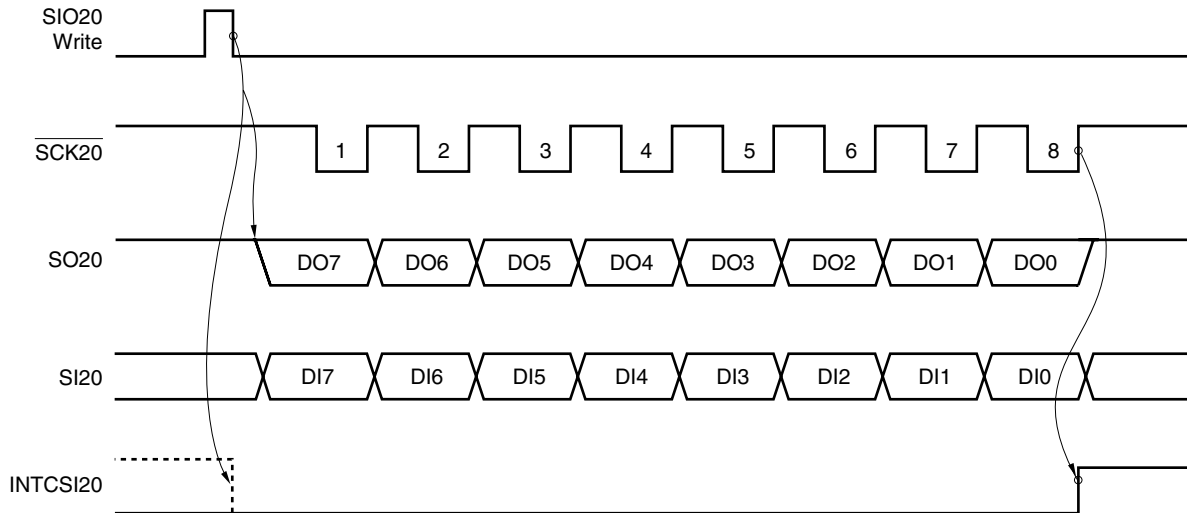 SIO20
Write
SCK20
1 2 3 4 5 6 7 8
SO20
DO7 DO6 DO5 DO4 DO3 DO2 DO1 DO0
SI20
DI7 DI6 DI5 DI4 DI3 DI2 DI1 DI0
INTCSI20